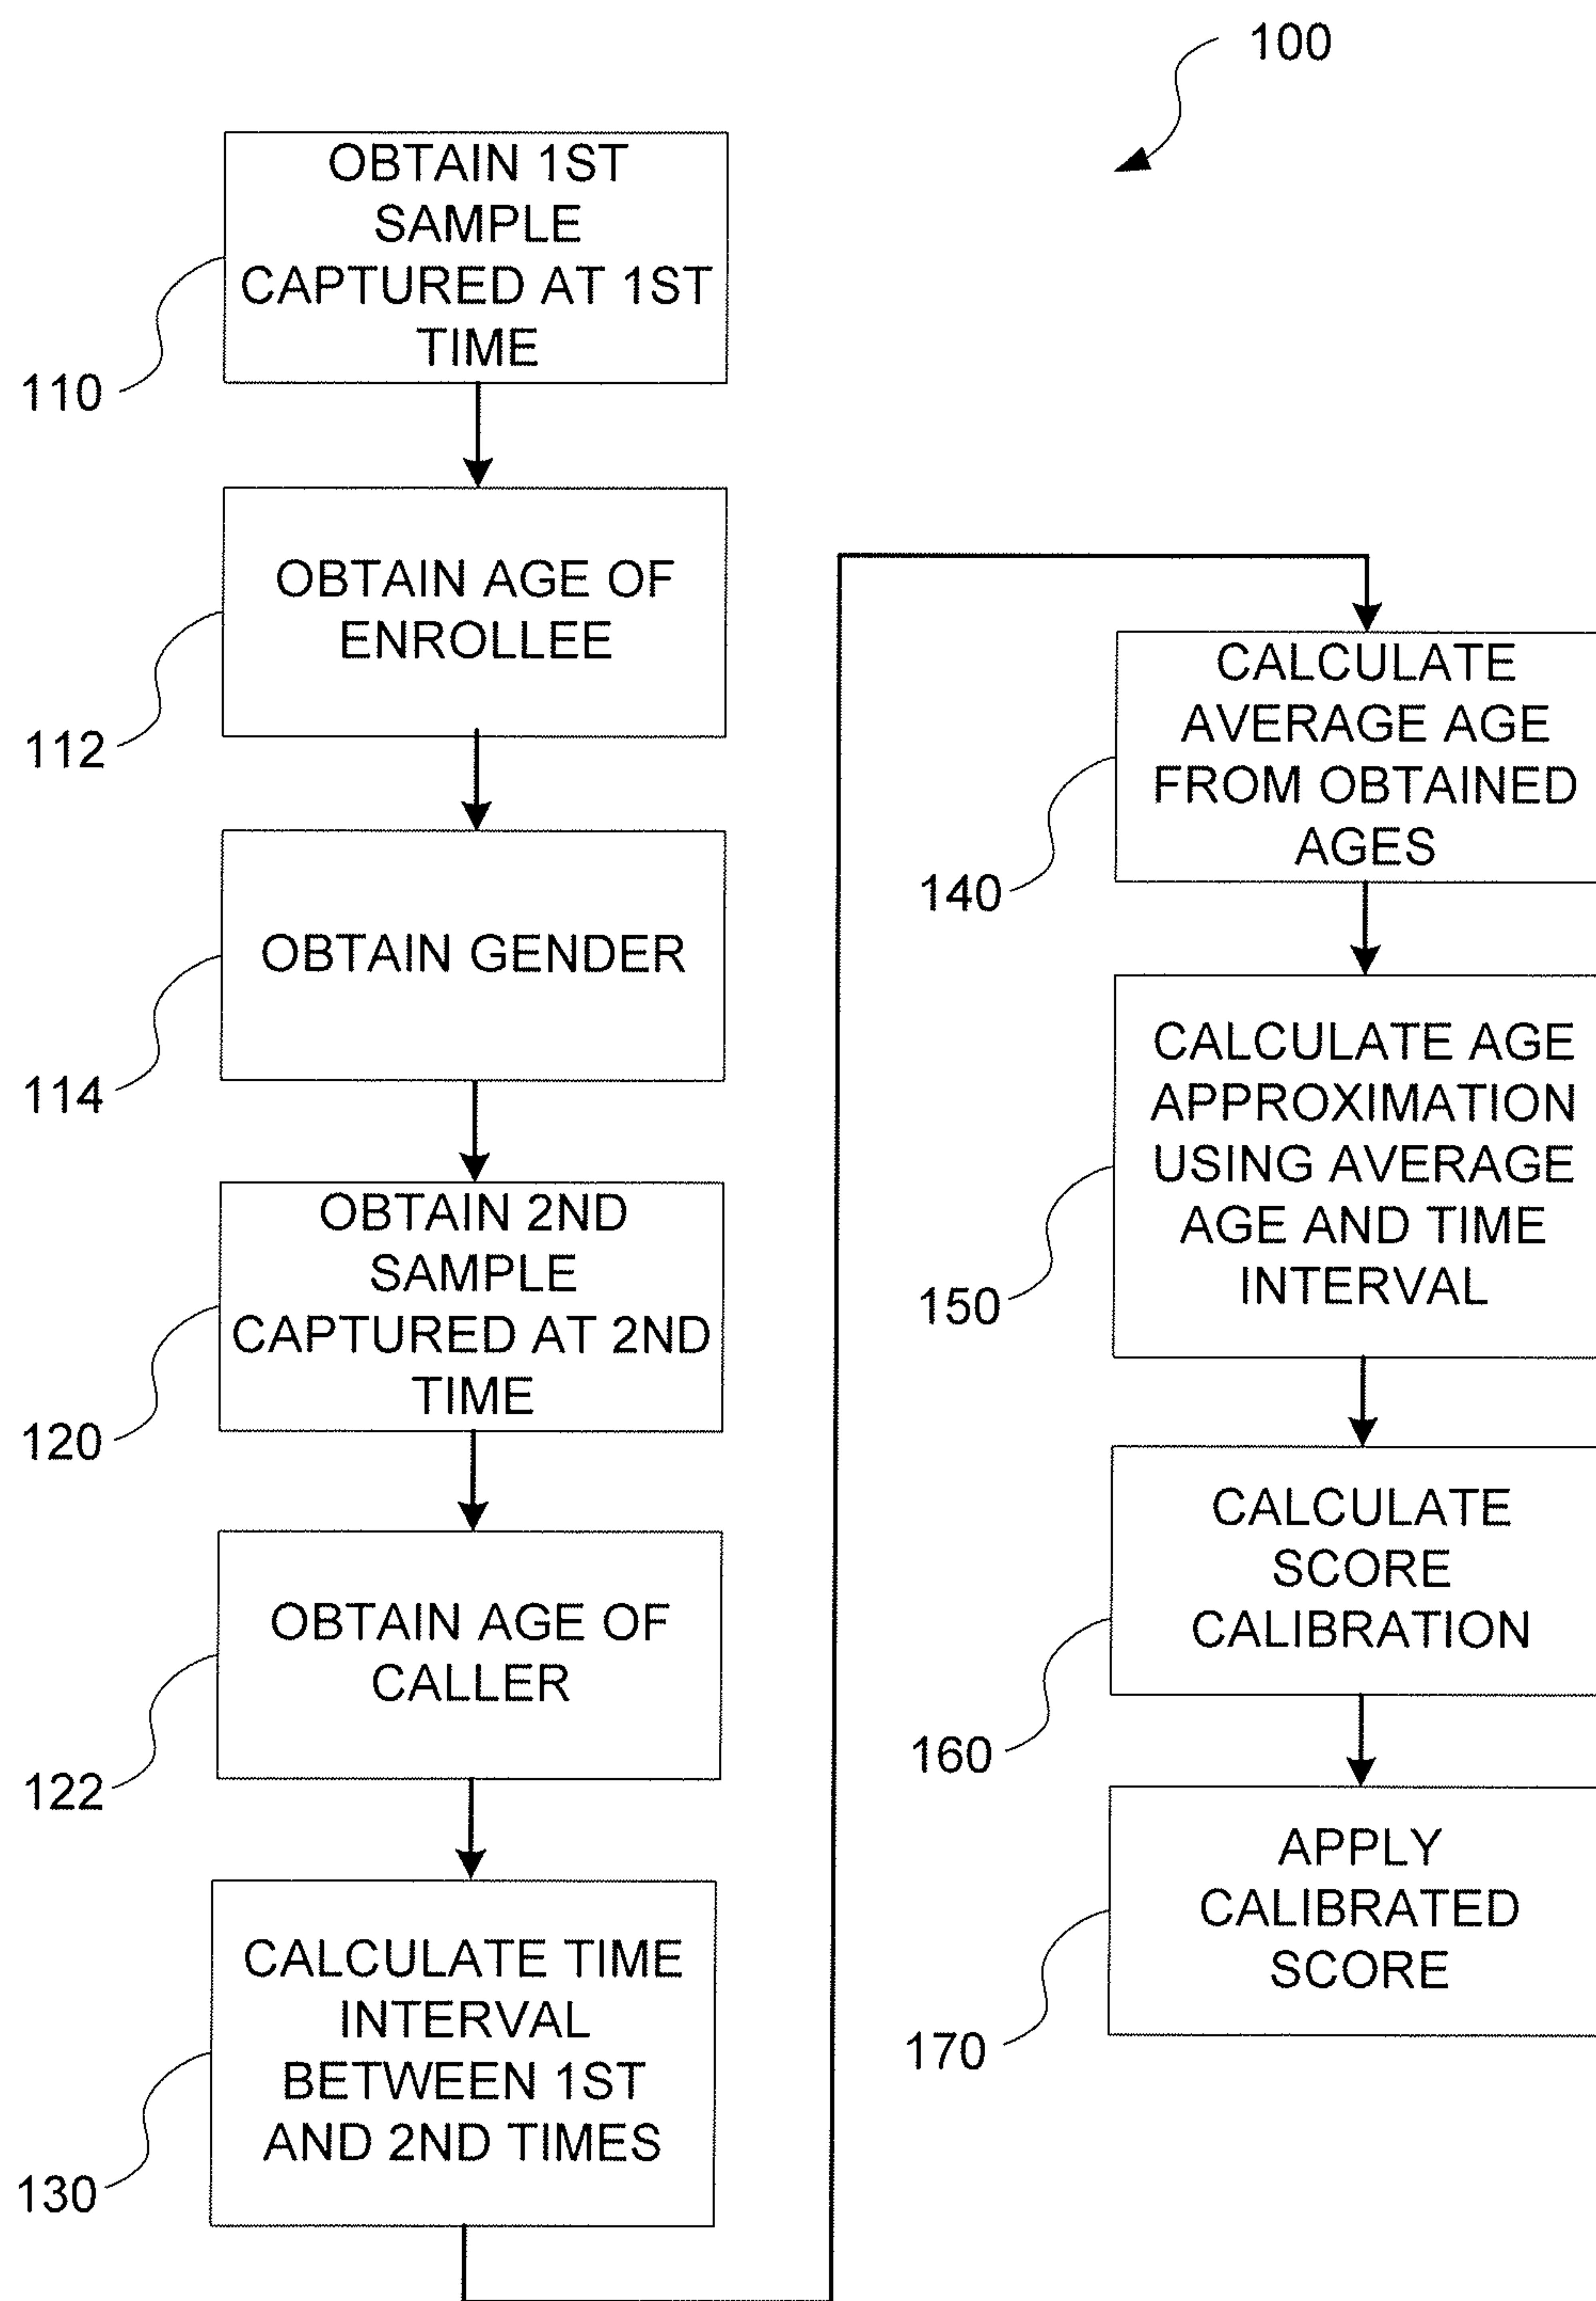 100
OBTAIN 1ST
SAMPLE
CAPTURED AT 1ST
TIME
110
OBTAIN AGE OF
ENROLLEE
112
OBTAIN GENDER
114
OBTAIN 2ND
SAMPLE
CAPTURED AT 2ND
TIME
120
OBTAIN AGE OF
CALLER
122
CALCULATE TIME
INTERVAL
BETWEEN 1ST
AND 2ND TIMES
130
CALCULATE
AVERAGE AGE
FROM OBTAINED
AGES
140
CALCULATE AGE
APPROXIMATION
USING AVERAGE
AGE AND TIME
INTERVAL
150
CALCULATE
SCORE
CALIBRATION
160
APPLY
CALIBRATED
SCORE
170